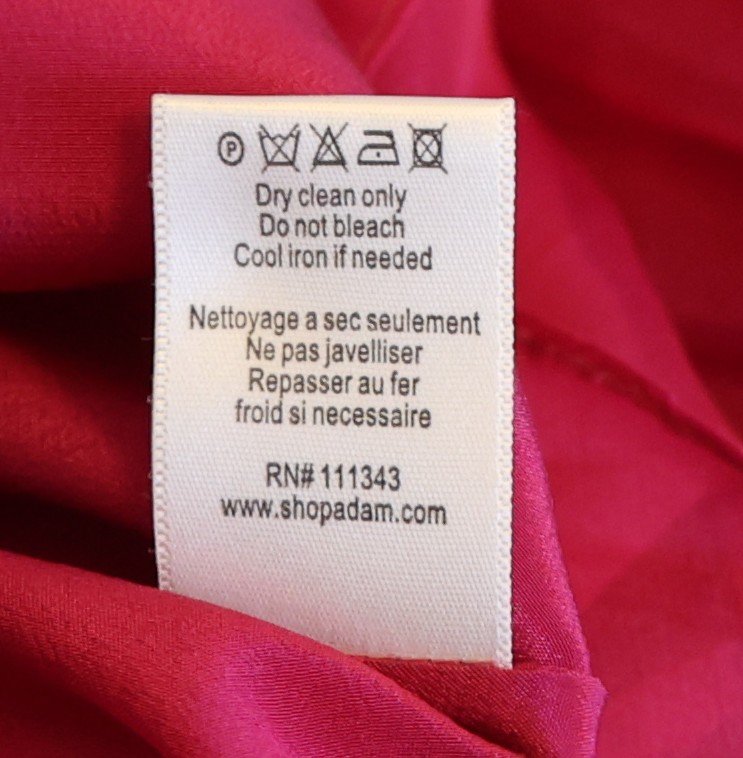 P
Dry clean only
Do not bleach
Cool iron if needed
Nettoyage a sec seulement
Ne pas javelliser
Repasser au fer
froid si necessaire
RN# 111343
www.shopadam.com